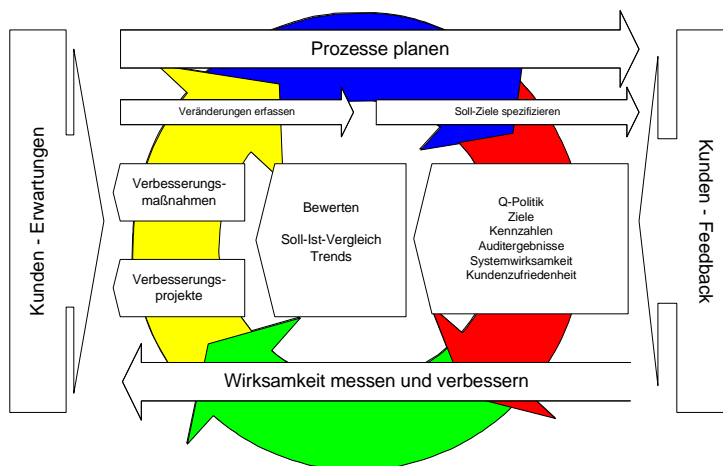 Kunden - Erwartungen
Prozesse planen
Veränderungen erfassen
Soll-Ziele spezifizieren
Verbesserungs-
maßnahmen
Verbesserungs-
projekte
Bewerten
Soll-Ist-Vergleich
Trends
Q-Politik
Ziele
Kennzahlen
Auditergebnisse
Systemwirksamkeit
Kundenzufriedenheit
Wirksamkeit messen und verbessern
Kunden - Feedback